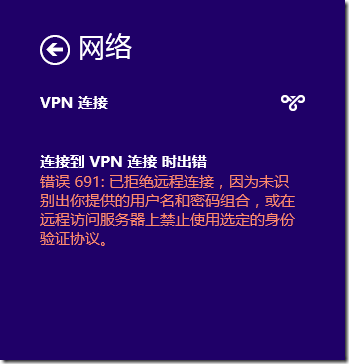 网络
VPN 连接
连接到 VPN 连接 时出错
错误 691: 已拒绝远程连接，因为未识
别出你提供的用户名和密码组合，或在
远程访问服务器上禁止使用选定的身份
验证协议。